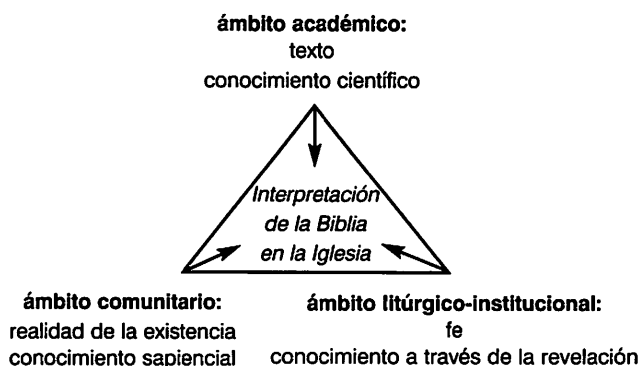 ámbito académico:
texto
conocimiento científico
Interpretación
de la Biblia
en la Iglesia
ámbito comunitario:
realidad de la existencia
conocimiento sapiencial
ámbito litúrgico-institucional:
fe
conocimiento a través de la revelación